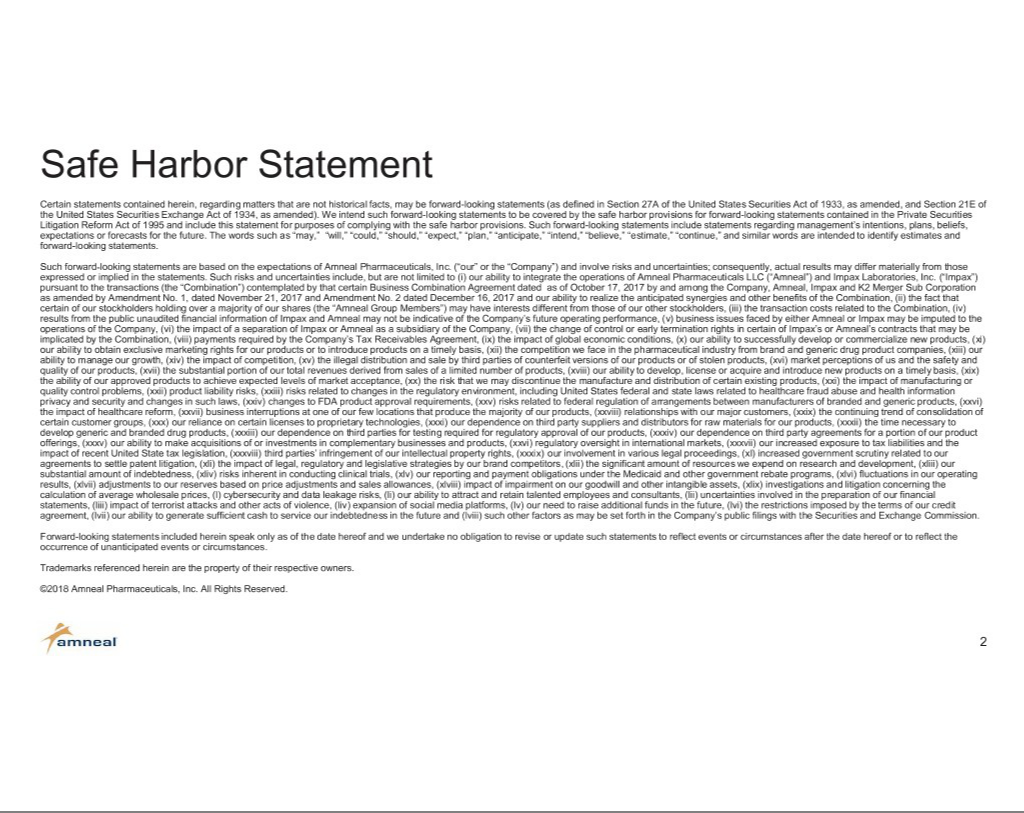 Safe Harbor Statement
Certain statements contained herein, regarding matters that are not historical facts, may be forward-looking statements (as defined in Section 27A of the United States Securities Act of 1933, as amended, and Section 21E of
the United States Securities Exchange Act of 1934, as amended). We intend such forward-looking statements to be covered by the safe harbor provisions for forward-looking statements contained in the Private Securities
Litigation Reform Act of 1995 and include this statement for purposes of complying with the safe harbor provisions. Such forward-looking statements include statements regarding management's intentions, plans, beliefs,
expectations or forecasts for the future. The words such as “may,” “will,” “could,” “should,” “expect,” “plan,” “anticipate,” “intend,” “believe,” “estimate,” “continue,” and similar words are intended to identify estimates and
forward-looking statements.
Such forward-looking statements are based on the expectations of Amneal Pharmaceuticals, Inc. (“our” or the “Company”) and involve risks and uncertainties; consequently, actual results may differ materially from those
expressed or implied in the statements. Such risks and uncertainties include, but are not limited to (i) our ability to integrate the operations of Amneal Pharmaceuticals LLC (“Amneal”) and Impax Laboratories, Inc. (“Impax”)
pursuant to the transactions (the “Combination”) contemplated by that certain Business Combination Agreement dated as of October 17, 2017 by and among the Company, Amneal, Impax and K2 Merger Sub Corporation
as amended by Amendment No. 1, dated November 21, 2017 and Amendment No. 2 dated December 16, 2017 and our ability to realize the anticipated synergies and other benefits of the Combination, (ii) the fact that
certain of our stockholders holding over a majority of our shares (the “Amneal Group Members”) may have interests different from those of our other stockholders, (iii) the transaction costs related to the Combination, (iv)
results from the public unaudited financial information of Impax and Amneal may not be indicative of the Company's future operating performance, (v) business issues faced by either Amneal or Impax may be imputed to the
operations of the Company, (vi) the impact of a separation of Impax or Amneal as a subsidiary of the Company, (vii) the change of control or early termination rights in certain of Impax's or Amneal's contracts that may be
implicated by the Combination, (viii) payments required by the Company's Tax Receivables Agreement, (ix) the impact of global economic conditions, (x) our ability to successfully develop or commercialize new products, (xi)
our ability to obtain exclusive marketing rights for our products or to introduce products on a timely basis, (xii) the competition we face in the pharmaceutical industry from brand and generic drug product companies, (xiii) our
ability to manage our growth, (xiv) the impact of competition, (xv) the illegal distribution and sale by third parties of counterfeit versions of our products or of stolen products, (xvi) market perceptions of us and the safety and
quality of our products, (xvii) the substantial portion of our total revenues derived from sales of a limited number of products, (xviii) our ability to develop, license or acquire and introduce new products on a timely basis, (xix)
the ability of our approved products to achieve expected levels of market acceptance, (xx) the risk that we may discontinue the manufacture and distribution of certain existing products, (xxi) the impact of manufacturing or
quality control problems, (xxii) product liability risks, (xxiii) risks related to changes in the regulatory environment, including United States federal and state laws related to healthcare fraud abuse and health information
privacy and security and changes in such laws, (xxiv) changes to FDA product approval requirements, (xxv) risks related to federal regulation of arrangements between manufacturers of branded and generic products, (xxvi)
the impact of healthcare reform, (xxvii) business interruptions at one of our few locations that produce the majority of our products, (xxviii) relationships with our major customers, (xxix) the continuing trend of consolidation of
certain customer groups, (xxx) our reliance on certain licenses to proprietary technologies, (xxxi) our dependence on third party suppliers and distributors for raw materials for our products, (xxxii) the time necessary to
develop generic and branded drug products, (xxxiii) our dependence on third parties for testing required for regulatory approval of our products, (xxxiv) our dependence on third party agreements for a portion of our product
offerings, (xxxv) our ability to make acquisitions of or investments in complementary businesses and products, (xxvi) regulatory oversight in international markets, (xxxvii) our increased exposure to tax liabilities and the
impact of recent United State tax legislation, (xxxviii) third parties' infringement of our intellectual property rights, (xxxix) our involvement in various legal proceedings, (xl) increased government scrutiny related to our
agreements to settle patent litigation, (xli) the impact of legal, regulatory and legislative strategies by our brand competitors, (xlii) the significant amount of resources we expend on research and development, (xliii) our
substantial amount of indebtedness, (xliv) risks inherent in conducting clinical trials, (xlv) our reporting and payment obligations under the Medicaid and other government rebate programs, (xlvi) fluctuations in our operating
results, (xlvii) adjustments to our reserves based on price adjustments and sales allowances, (xlviii) impact of impairment on our goodwill and other intangible assets, (xlix) investigations and litigation concerning the
calculation of average wholesale prices, (l) cybersecurity and data leakage risks, (li) our ability to attract and retain talented employees and consultants, (lii) uncertainties involved in the preparation of our financial
statements, (liii) impact of terrorist attacks and other acts of violence, (liv) expansion of social media platforms, (lv) our need to raise additional funds in the future, (lvi) the restrictions imposed by the terms of our credit
agreement, (lvii) our ability to generate sufficient cash to service our indebtedness in the future and (lviii) such other factors as may be set forth in the Company's public filings with the Securities and Exchange Commission.
Forward-looking statements included herein speak only as of the date hereof and we undertake no obligation to revise or update such statements to reflect events or circumstances after the date hereof or to reflect the
occurrence of unanticipated events or circumstances.
Trademarks referenced herein are the property of their respective owners.
©2018 Amneal Pharmaceuticals, Inc. All Rights Reserved.
amneal
2